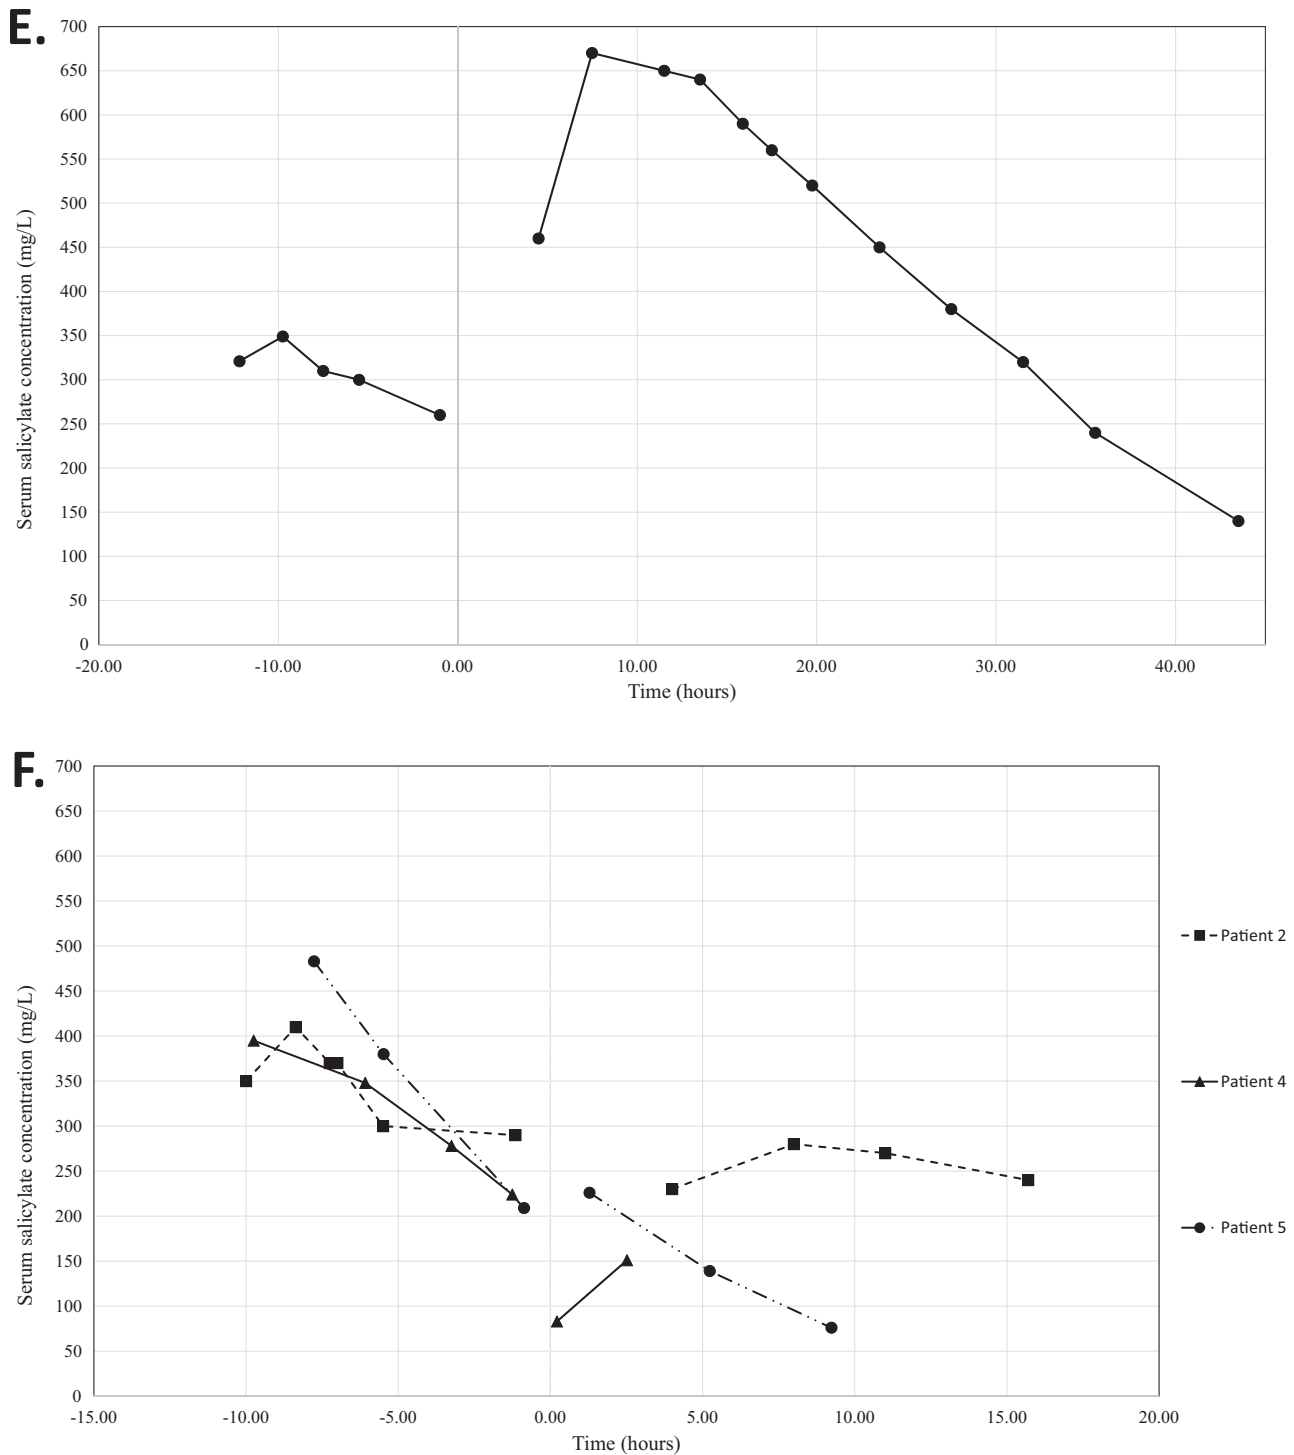 E.
700
650
600
550
500
450
400
350
300
250
200
150
100
50
0
Serum salicylate concentration (mg/L)
-20.00 -10.00 0.00 10.00 20.00 30.00 40.00
Time (hours)
F.
700
650
600
550
500
450
400
350
300
250
200
150
100
50
0
Serum salicylate concentration (mg/L)
-15.00 -10.00 -5.00 0.00 5.00 10.00 15.00 20.00
Time (hours)
Patient 2
Patient 4
Patient 5